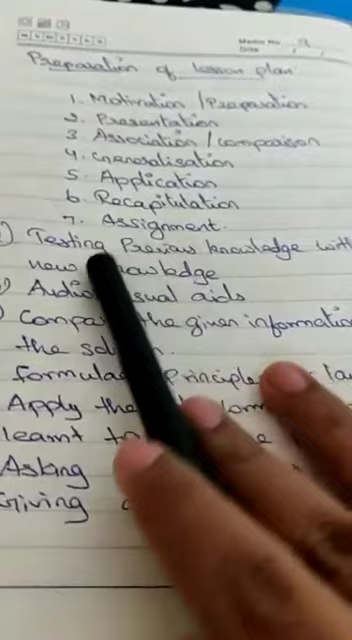 Preparation of lesson plan
1. Motivation / Preparation
2. Presentation
3. Association / comparison
4. Generalisation
5. Application
6. Recapitulation
7. Assignment.
Testing Previous knowledge with
new knowledge
Audio visual aids
the given information
the
Principle
Apply the
learnt to
Asking
Giving